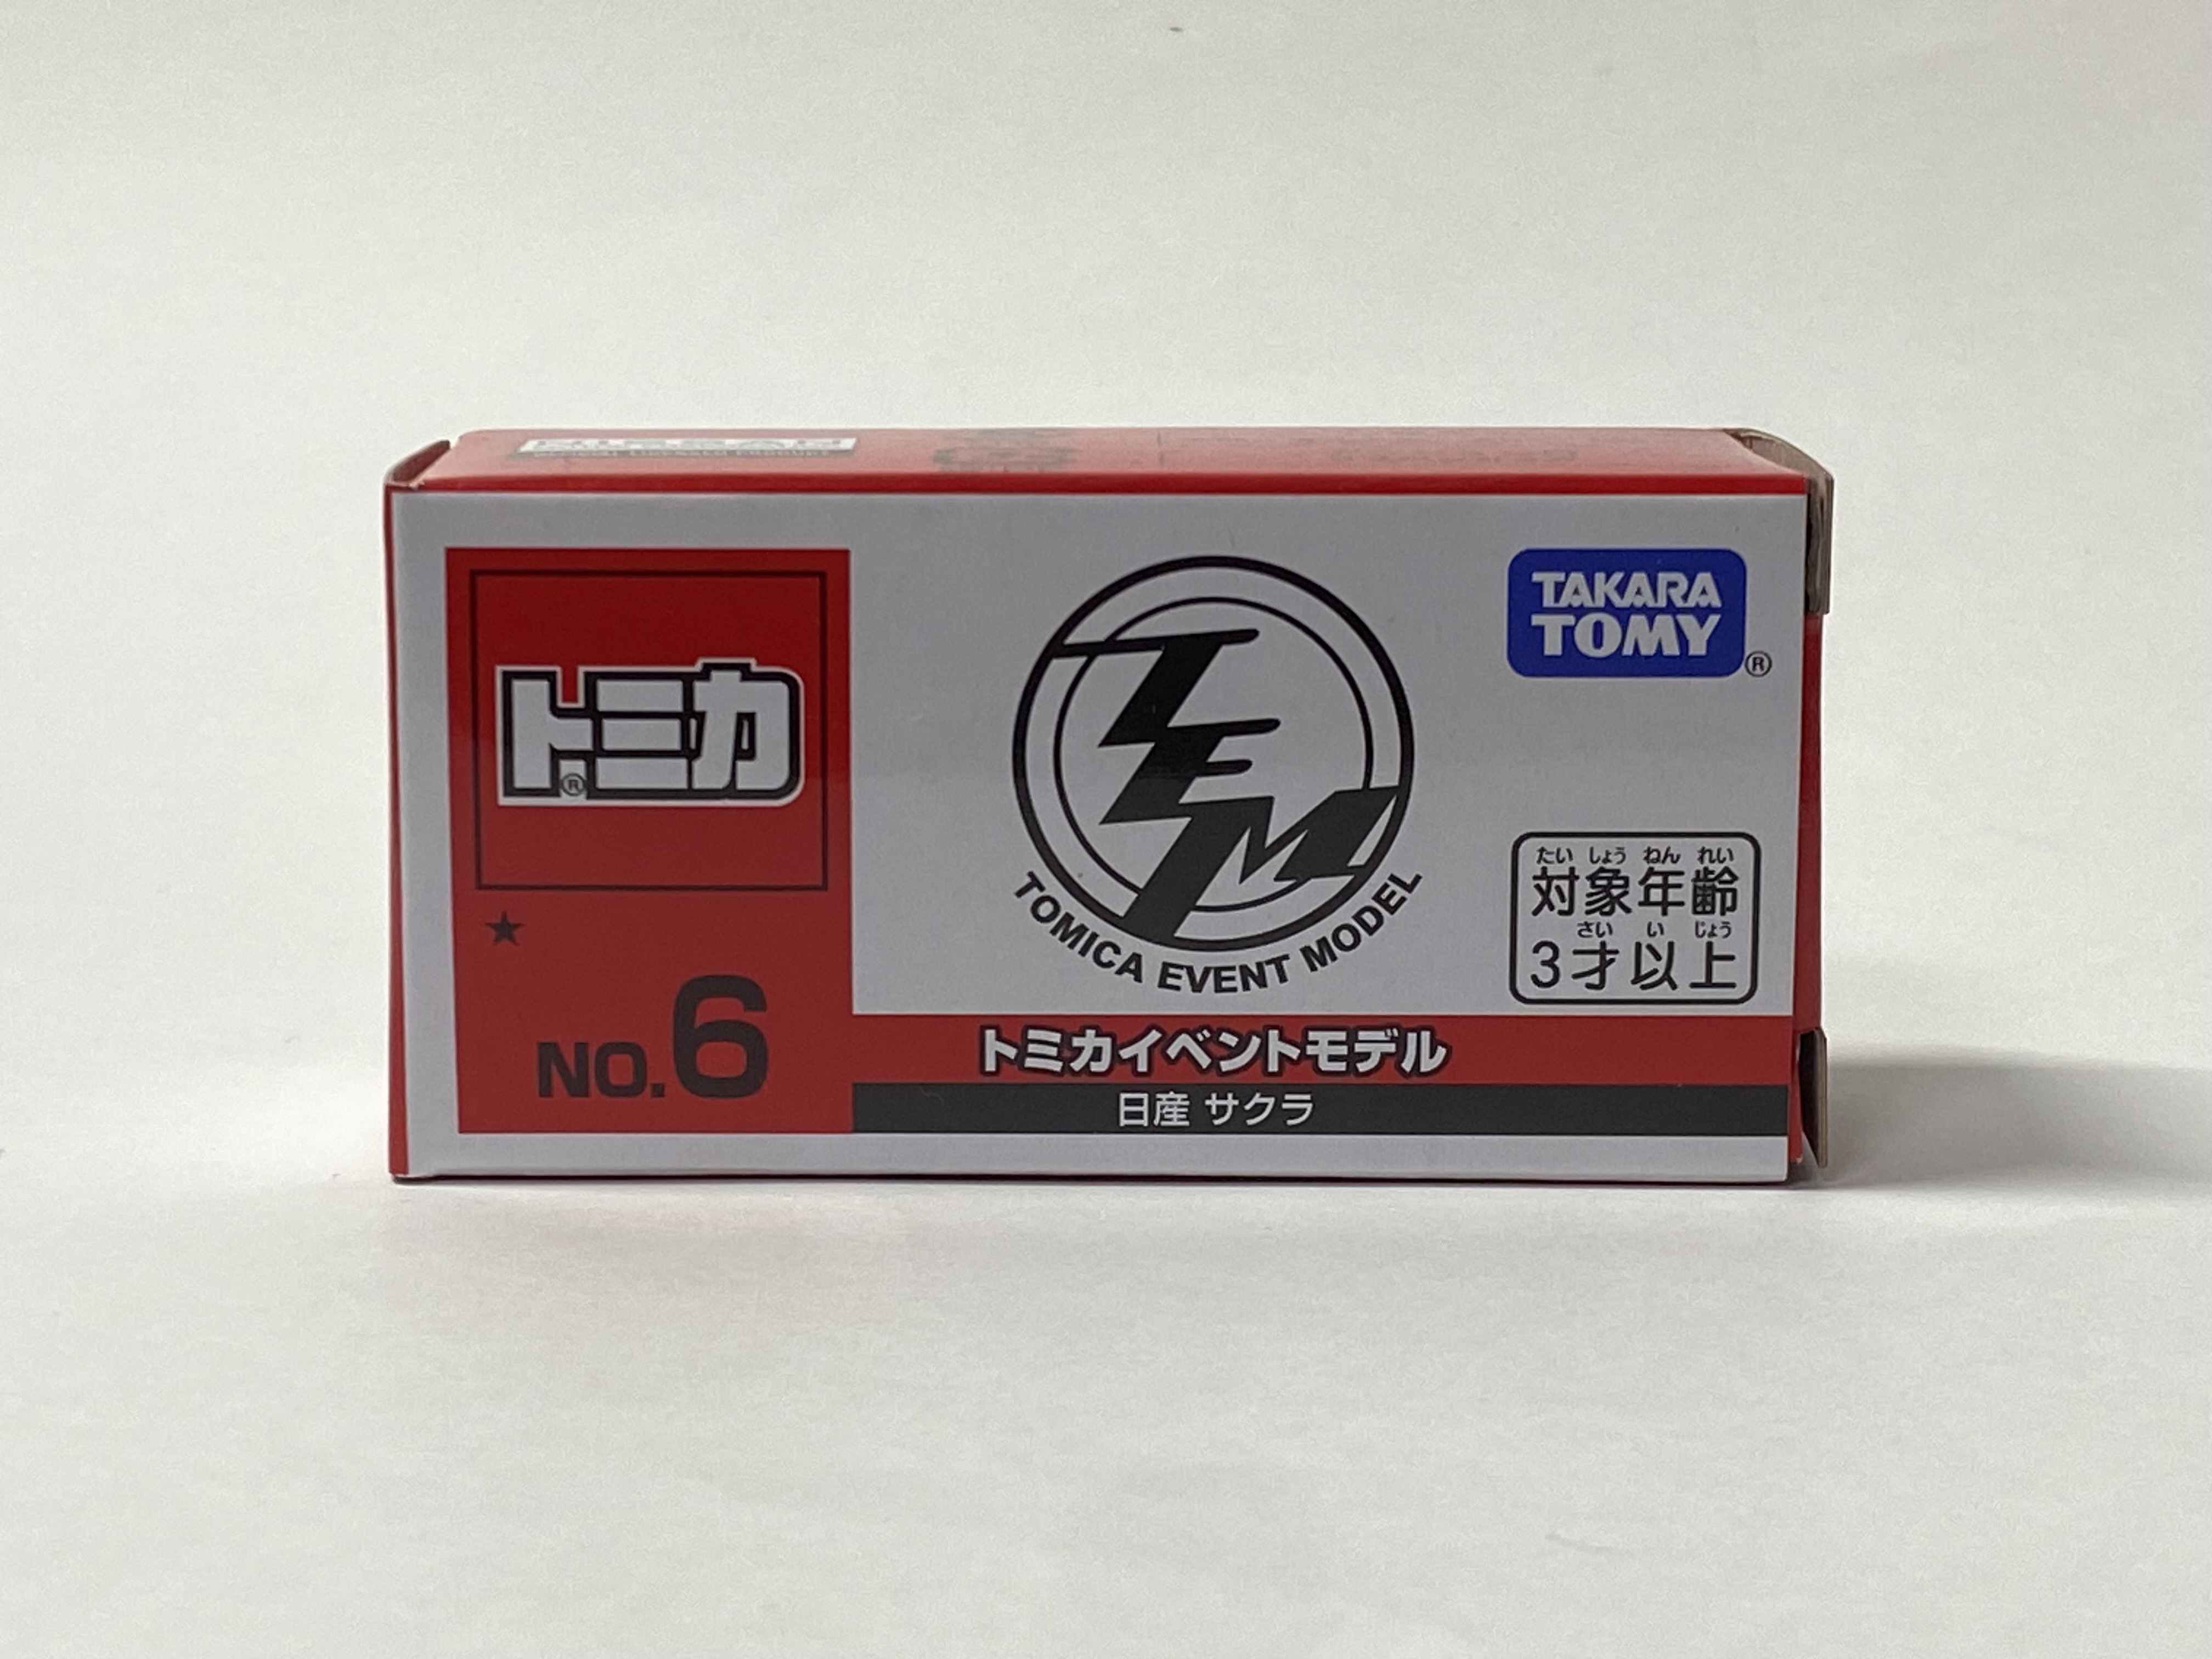 トミカ®
★
NO.6
TEM
TOMICA EVENT MODEL
TAKARA
TOMY®
たいしょうねんれい
対象年齢
さいいじょう
3才以上
トミカイベントモデル
日産 サクラ